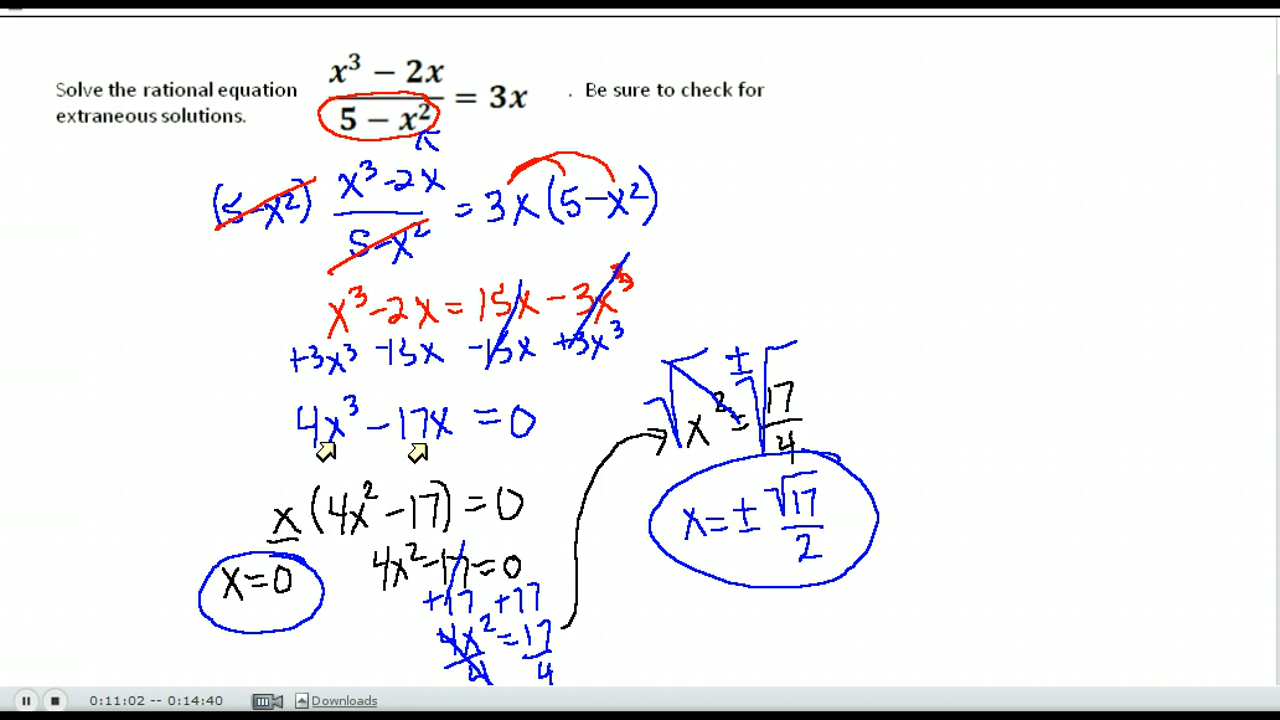 Solve the rational equation (x³ − 2x)/(5 − x²) = 3x . Be sure to check for
extraneous solutions.
(5-x²) (x³-2x)/(5-x²) = 3x(5-x²)
x³-2x = 15x - 3x³
+3x³ -15x -15x +3x³
4x³ - 17x = 0
x(4x² - 17) = 0
x=0
4x² - 17 = 0
+17 +17
4x²/4 = 17/4
√x² = ±√17/4
x = ± √17/2
0:11:02 -- 0:14:40 Downloads